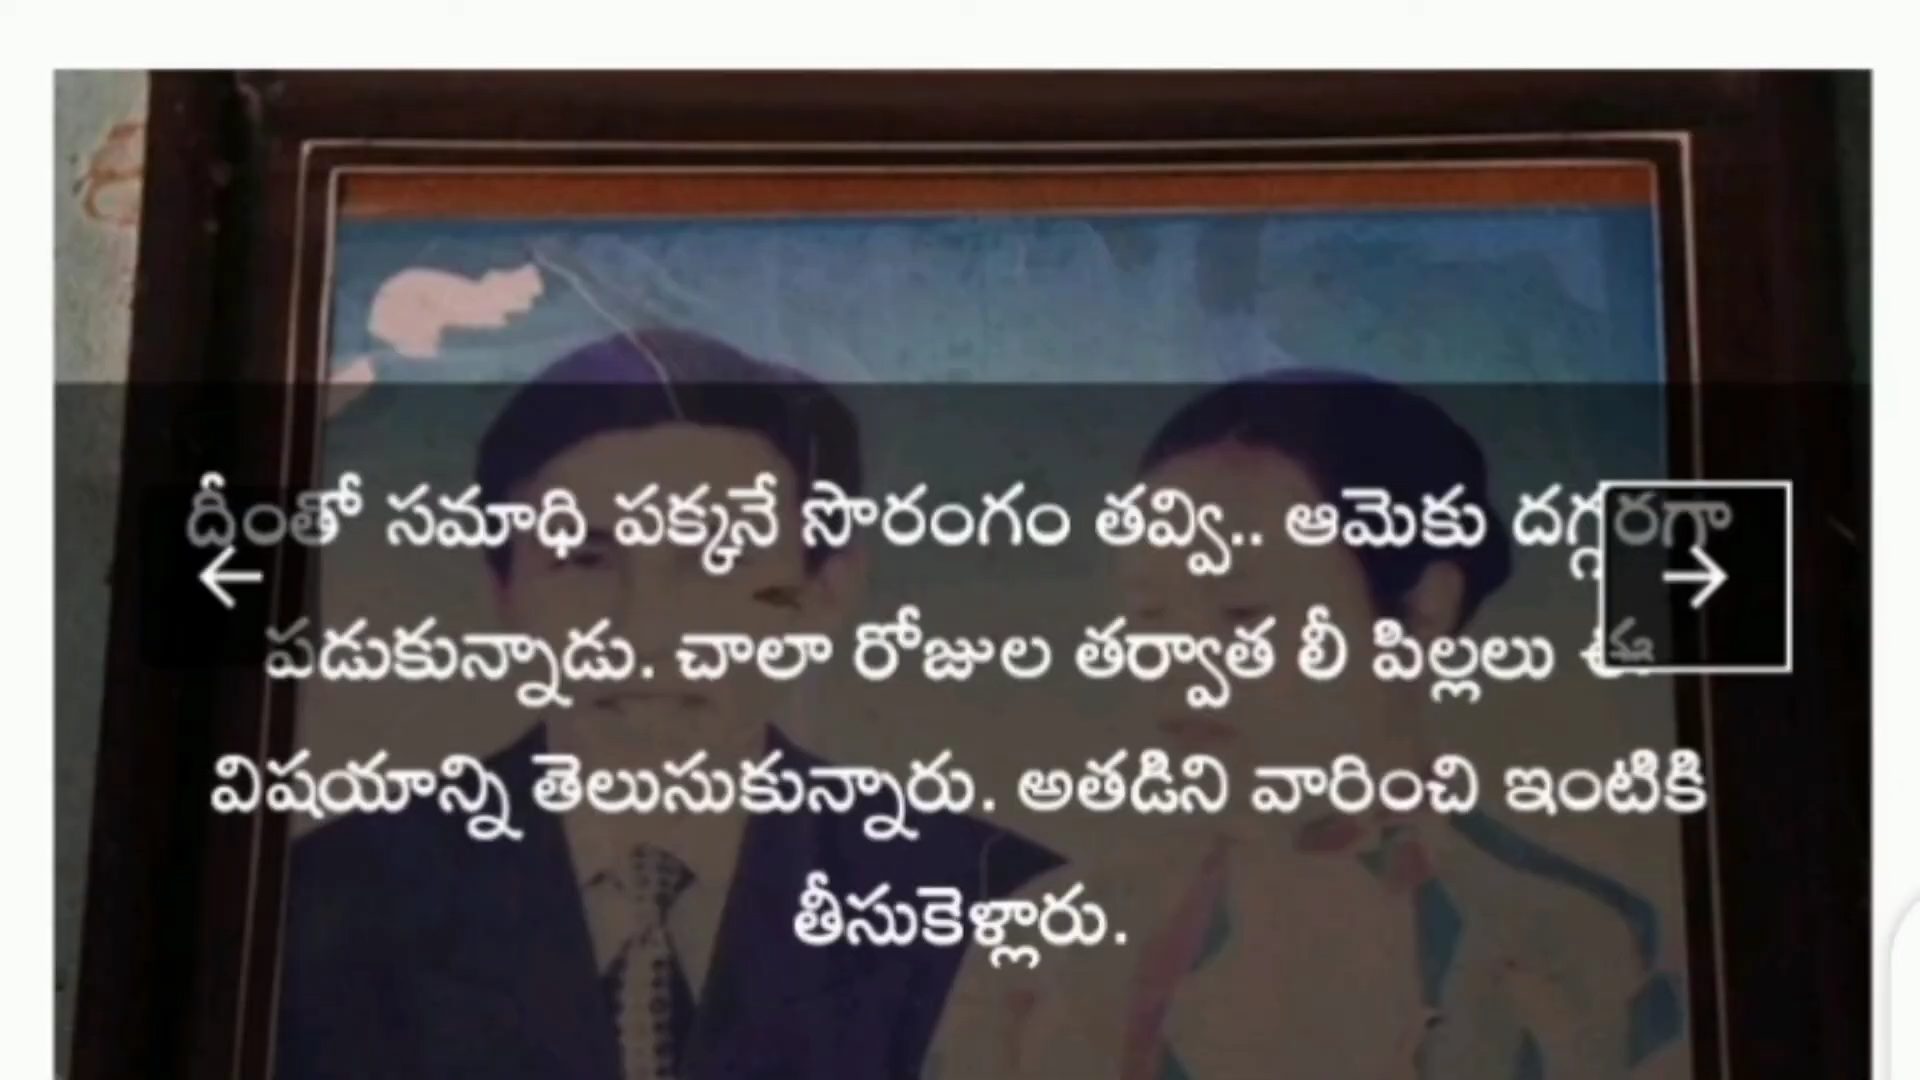 దీంతో సమాధి పక్కనే సొరంగం తవ్వి.. ఆమెకు దగ్గరగా
పడుకున్నాడు. చాలా రోజుల తర్వాత లీ పిల్లలు ఈ
విషయాన్ని తెలుసుకున్నారు. అతడిని వారించి ఇంటికి
తీసుకెళ్లారు.